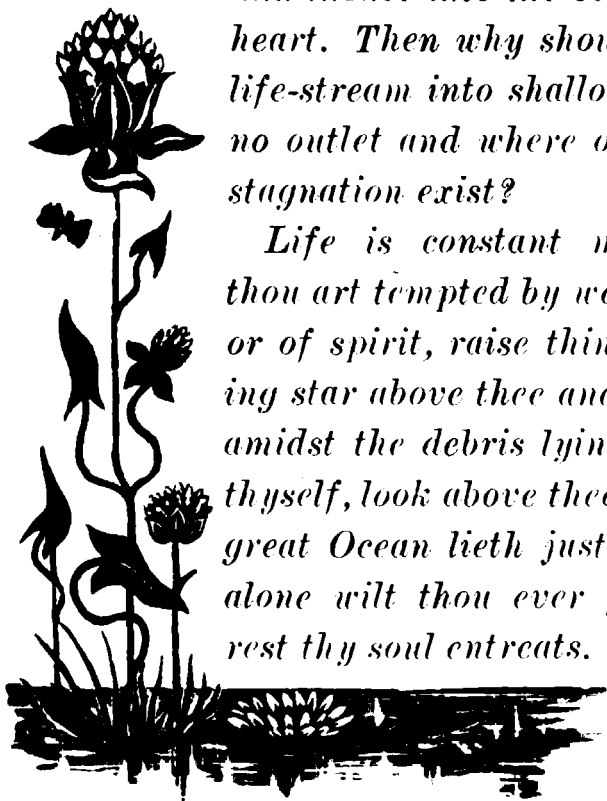 heart. Then why shou
life-stream into shallo
no outlet and where o
stagnation exist?
Life is constant m
thou art tempted by we
or of spirit, raise thin
ing star above thee and
amidst the debris lyin
thyself, look above thee
great Ocean lieth just
alone wilt thou ever
rest thy soul entreats.